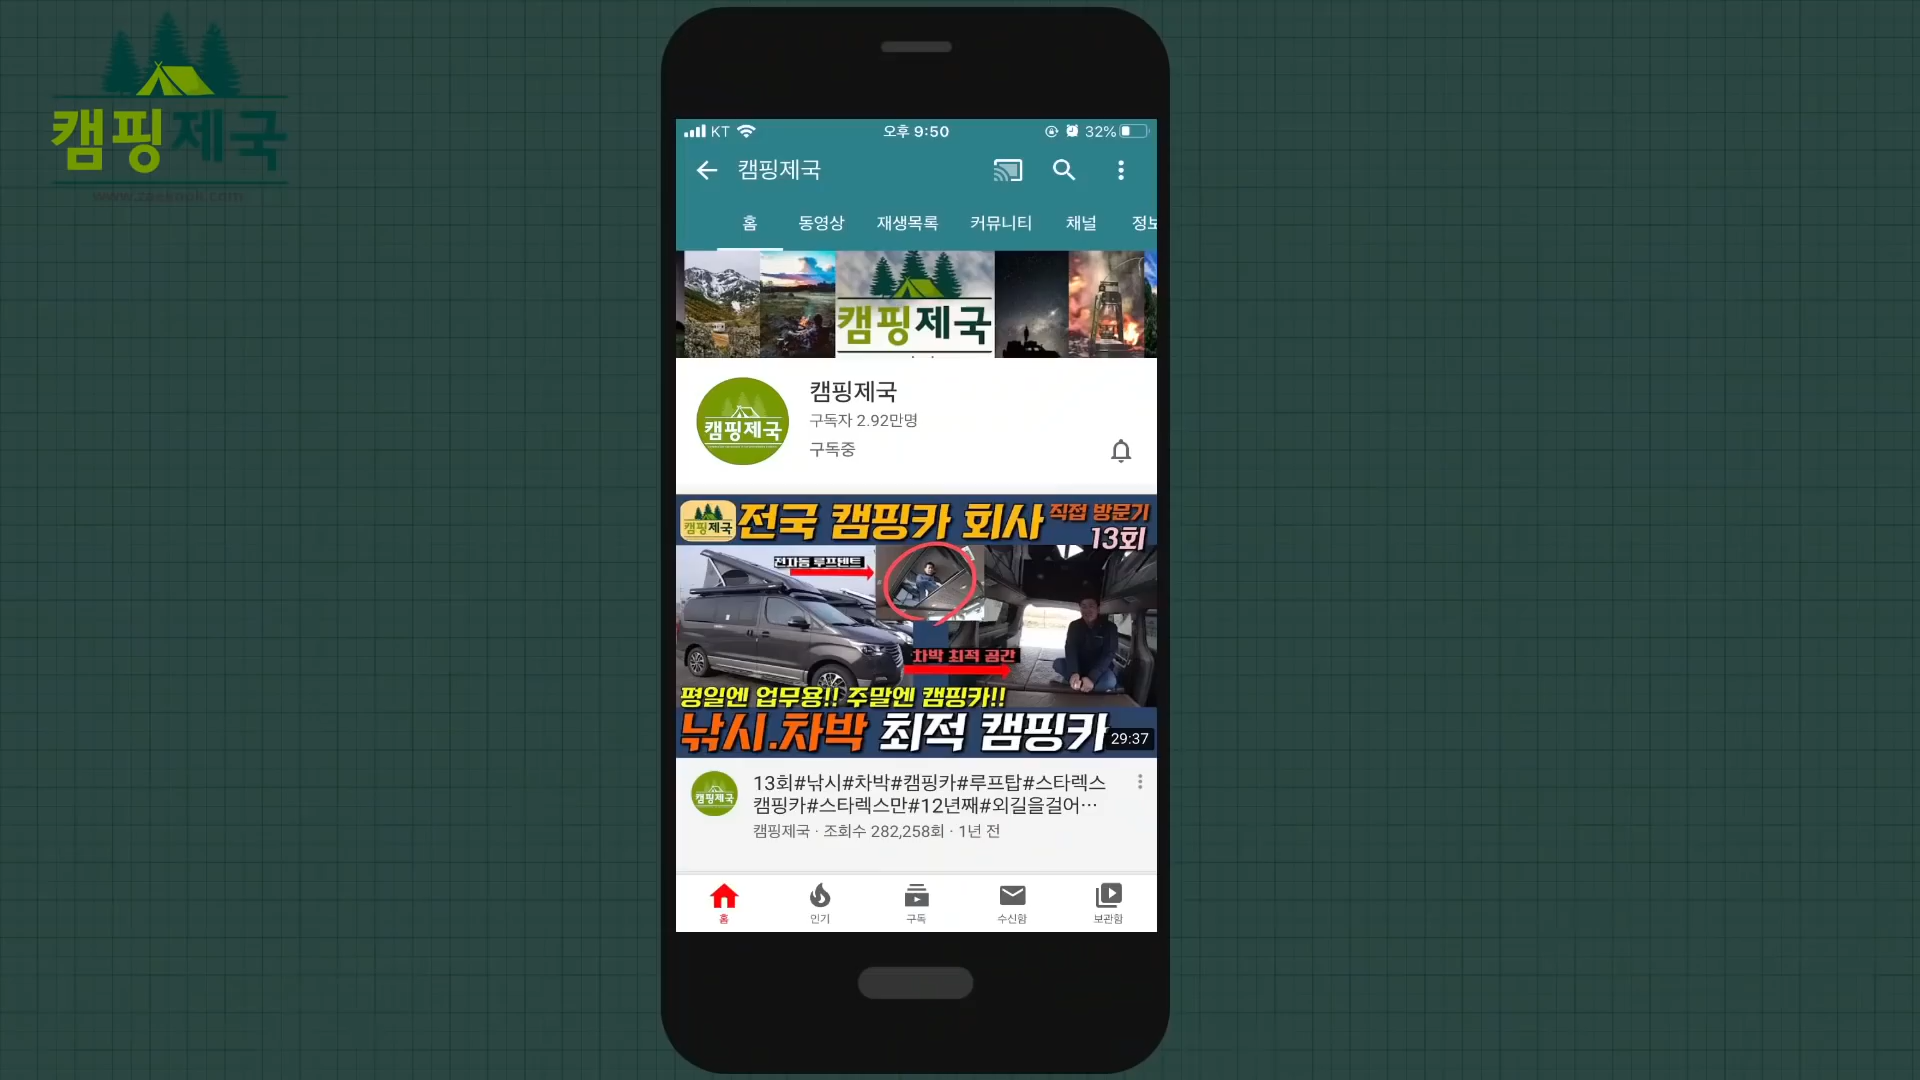 캠핑제국
KT
오후 9:50
32%
캠핑제국
홈
동영상
재생목록
커뮤니티
채널
정보
캠핑제국
캠핑제국
캠핑제국
구독자 2.92만명
구독중
캠핑제국
전국 캠핑카 회사
직접 방문기
13회
전자동 루프텐트
차박 최적 공간
평일엔 업무용!! 주말엔 캠핑카!!
낚시.차박 최적 캠핑카
29:37
캠핑제국
13회#낚시#차박#캠핑카#루프탑#스타렉스
캠핑카#스타렉스만#12년째#외길을걸어…
캠핑제국 · 조회수 282,258회 · 1년 전
홈
인기
구독
수신함
보관함